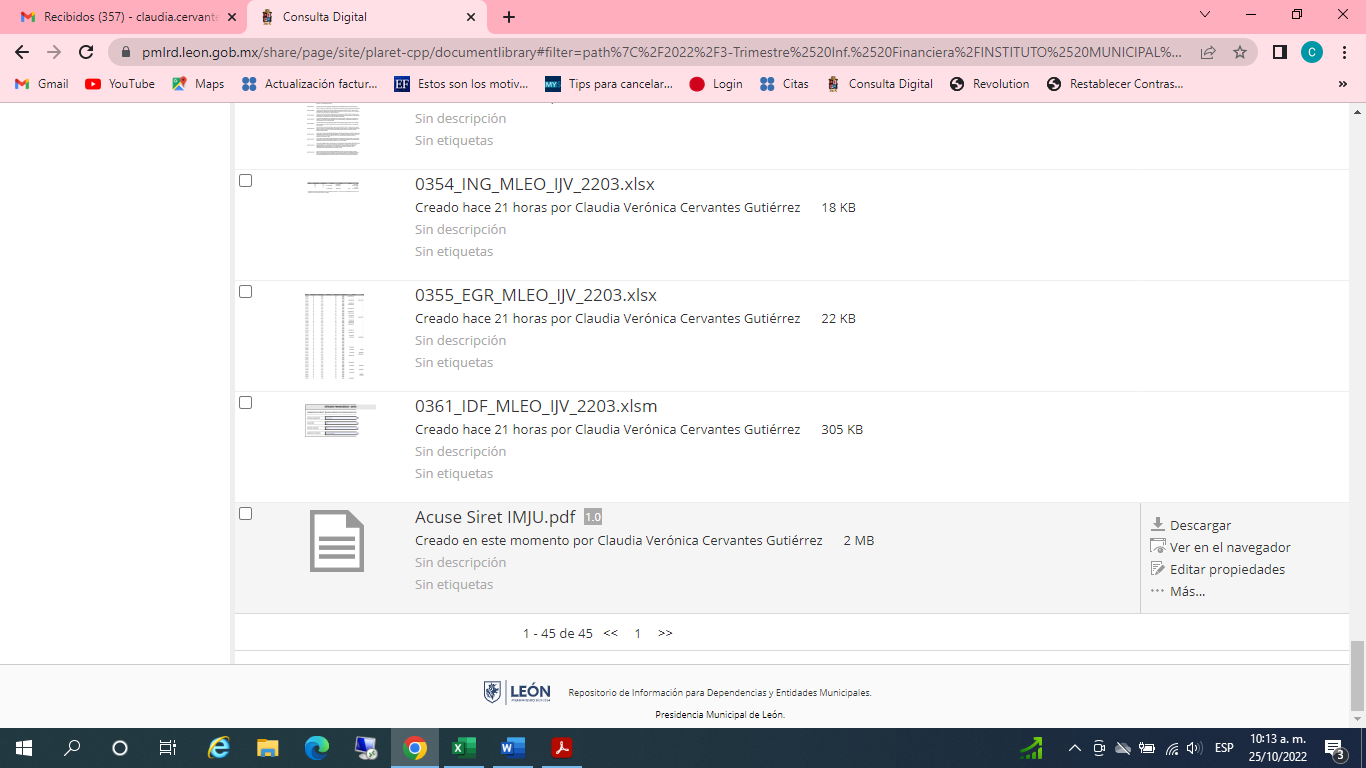 Recibidos (357) - claudia.cervant
Consulta Digital
pmlrd.leon.gob.mx/share/page/site/plaret-cpp/documentlibrary#filter=path%7C%2F2022%2F3-Trimestre%2520Inf.%2520Financiera%2FINSTITUTO%2520MUNICIPAL%...
C
Gmail
YouTube
Maps
Actualización factur...
EF
Estos son los motiv...
MY
Tips para cancelar...
Login
Citas
Consulta Digital
Revolution
Restablecer Contras...
»
Sin descripción
Sin etiquetas
0354_ING_MLEO_IJV_2203.xlsx
Creado hace 21 horas por Claudia Verónica Cervantes Gutiérrez 18 KB
Sin descripción
Sin etiquetas
0355_EGR_MLEO_IJV_2203.xlsx
Creado hace 21 horas por Claudia Verónica Cervantes Gutiérrez 22 KB
Sin descripción
Sin etiquetas
0361_IDF_MLEO_IJV_2203.xlsm
Creado hace 21 horas por Claudia Verónica Cervantes Gutiérrez 305 KB
Sin descripción
Sin etiquetas
Acuse Siret IMJU.pdf 1.0
Creado en este momento por Claudia Verónica Cervantes Gutiérrez 2 MB
Sin descripción
Sin etiquetas
Descargar
Ver en el navegador
Editar propiedades
Más...
1 - 45 de 45 << 1 >>
LEÓN
Repositorio de Información para Dependencias y Entidades Municipales.
Presidencia Municipal de León.
ESP
10:13 a. m.
25/10/2022
3